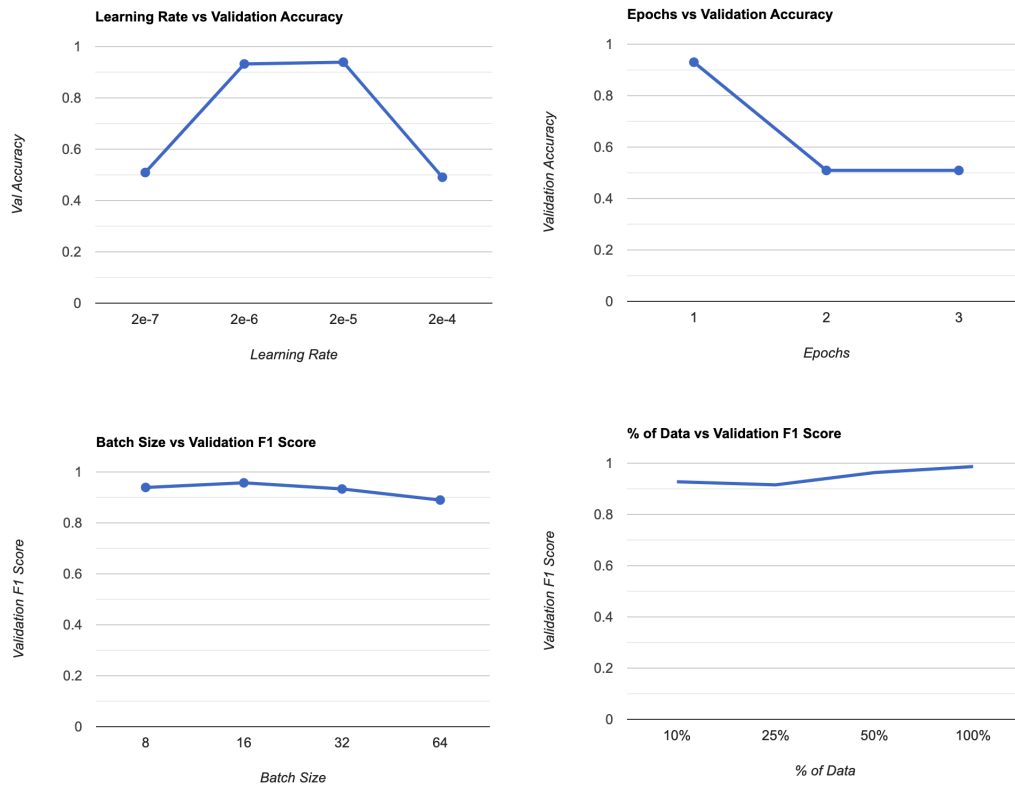 Learning Rate vs Validation Accuracy
Val Accuracy
1
0.8
0.6
0.4
0.2
0
2e-7 2e-6 2e-5 2e-4
Learning Rate
Epochs vs Validation Accuracy
Validation Accuracy
1
0.8
0.6
0.4
0.2
0
1 2 3
Epochs
Batch Size vs Validation F1 Score
Validation F1 Score
1
0.8
0.6
0.4
0.2
0
8 16 32 64
Batch Size
% of Data vs Validation F1 Score
Validation F1 Score
1
0.8
0.6
0.4
0.2
0
10% 25% 50% 100%
% of Data